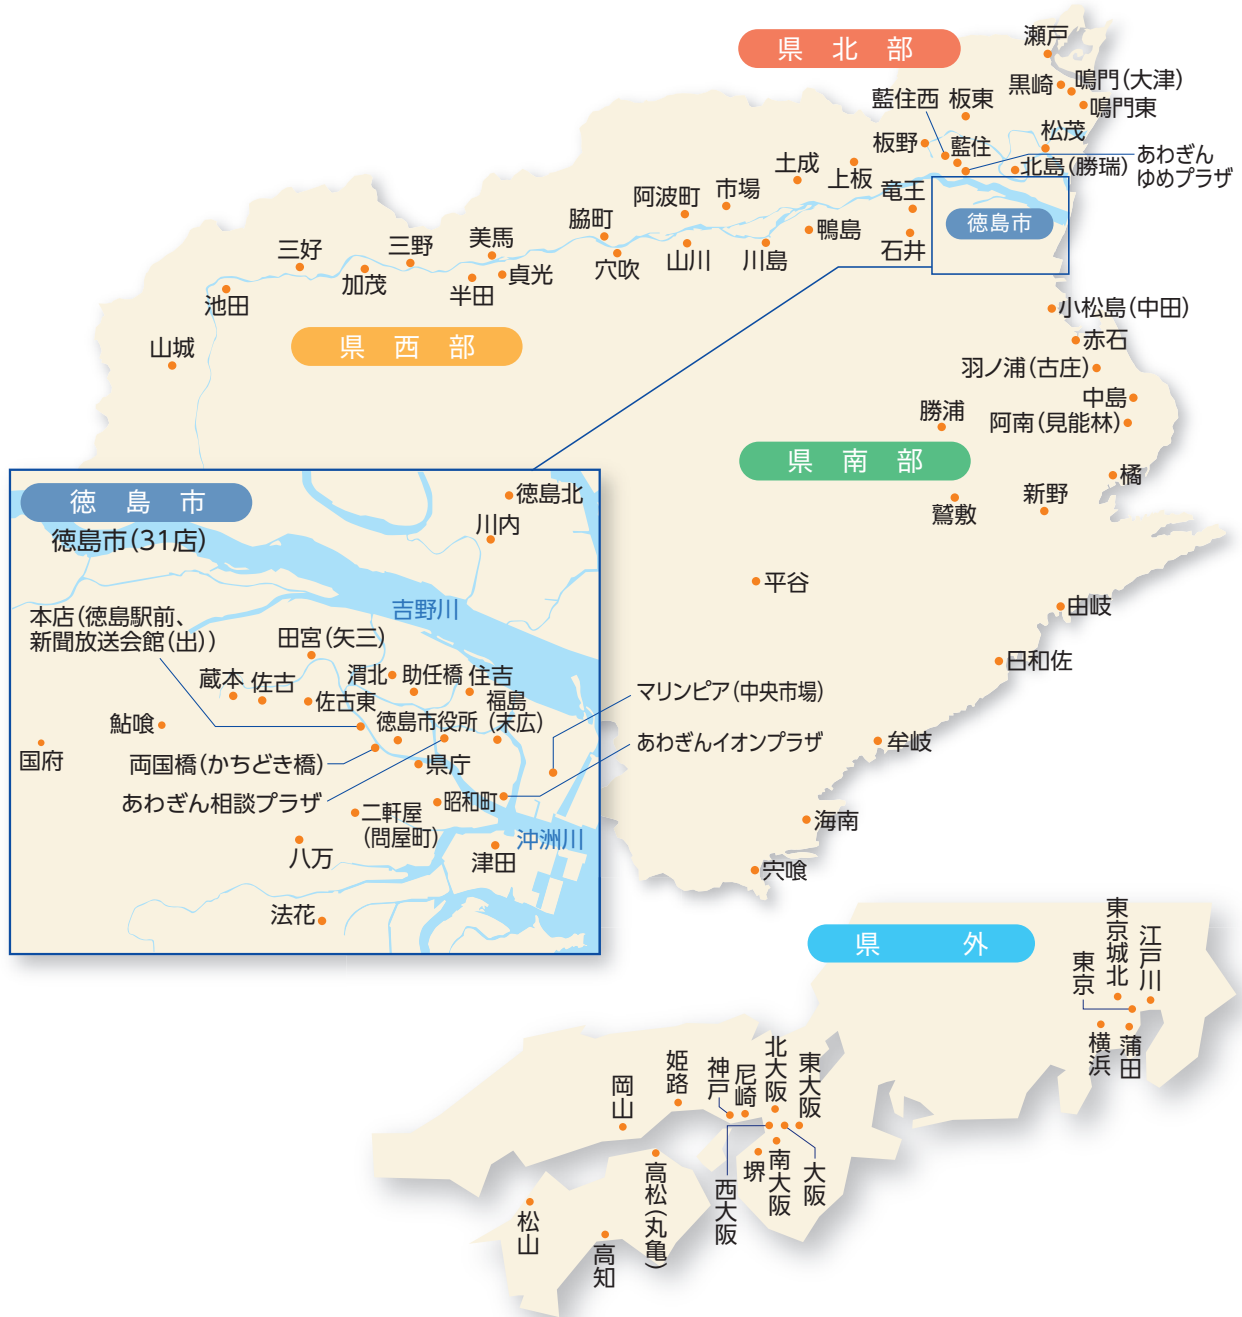 県北部
瀬戸
黒崎
鳴門(大津)
鳴門東
藍住西
板東
松茂
板野
藍住
北島(勝瑞)
あわぎん
ゆめプラザ
土成
上板
竜王
阿波町
市場
徳島市
脇町
鴨島
石井
美馬
三野
三好
穴吹
山川
川島
加茂
半田
貞光
池田
山城
県西部
小松島(中田)
赤石
羽ノ浦(古庄)
中島
勝浦
阿南(見能林)
県南部
橘
新野
鷲敷
平谷
由岐
日和佐
牟岐
海南
宍喰
徳島市
徳島市(31店)
徳島北
川内
吉野川
本店(徳島駅前、
新聞放送会館(出))
田宮(矢三)
渭北
助任橋
住吉
蔵本
佐古
佐古東
福島
(末広)
徳島市役所
マリンピア(中央市場)
鮎喰
国府
両国橋(かちどき橋)
県庁
あわぎんイオンプラザ
あわぎん相談プラザ
昭和町
二軒屋
(問屋町)
沖洲川
八万
津田
法花
県外
東京
東京城北
江戸川
横浜
蒲田
岡山
姫路
神戸
尼崎
北大阪
東大阪
西大阪
堺
南大阪
大阪
高松(丸亀)
松山
高知